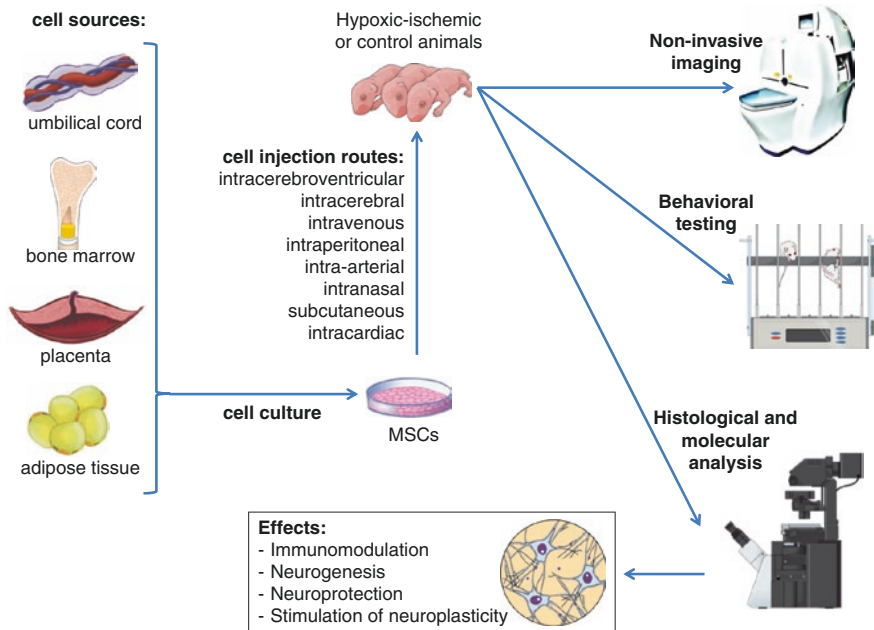 cell sources:
umbilical cord
bone marrow
placenta
adipose tissue
cell culture
MSCs
cell injection routes:
intracerebroventricular
intracerebral
intravenous
intraperitoneal
intra-arterial
intranasal
subcutaneous
intracardiac
Hypoxic-ischemic
or control animals
Non-invasive
imaging
Behavioral
testing
Histological and
molecular
analysis
Effects:
- Immunomodulation
- Neurogenesis
- Neuroprotection
- Stimulation of neuroplasticity